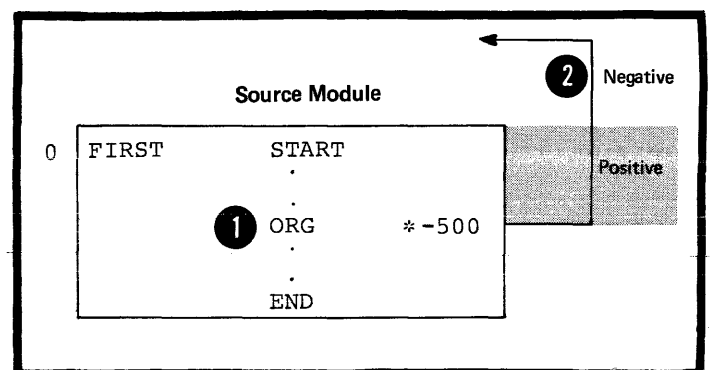 2 Negative
Source Module
0 FIRST START
Positive
.
.
1 ORG *-500
.
.
END